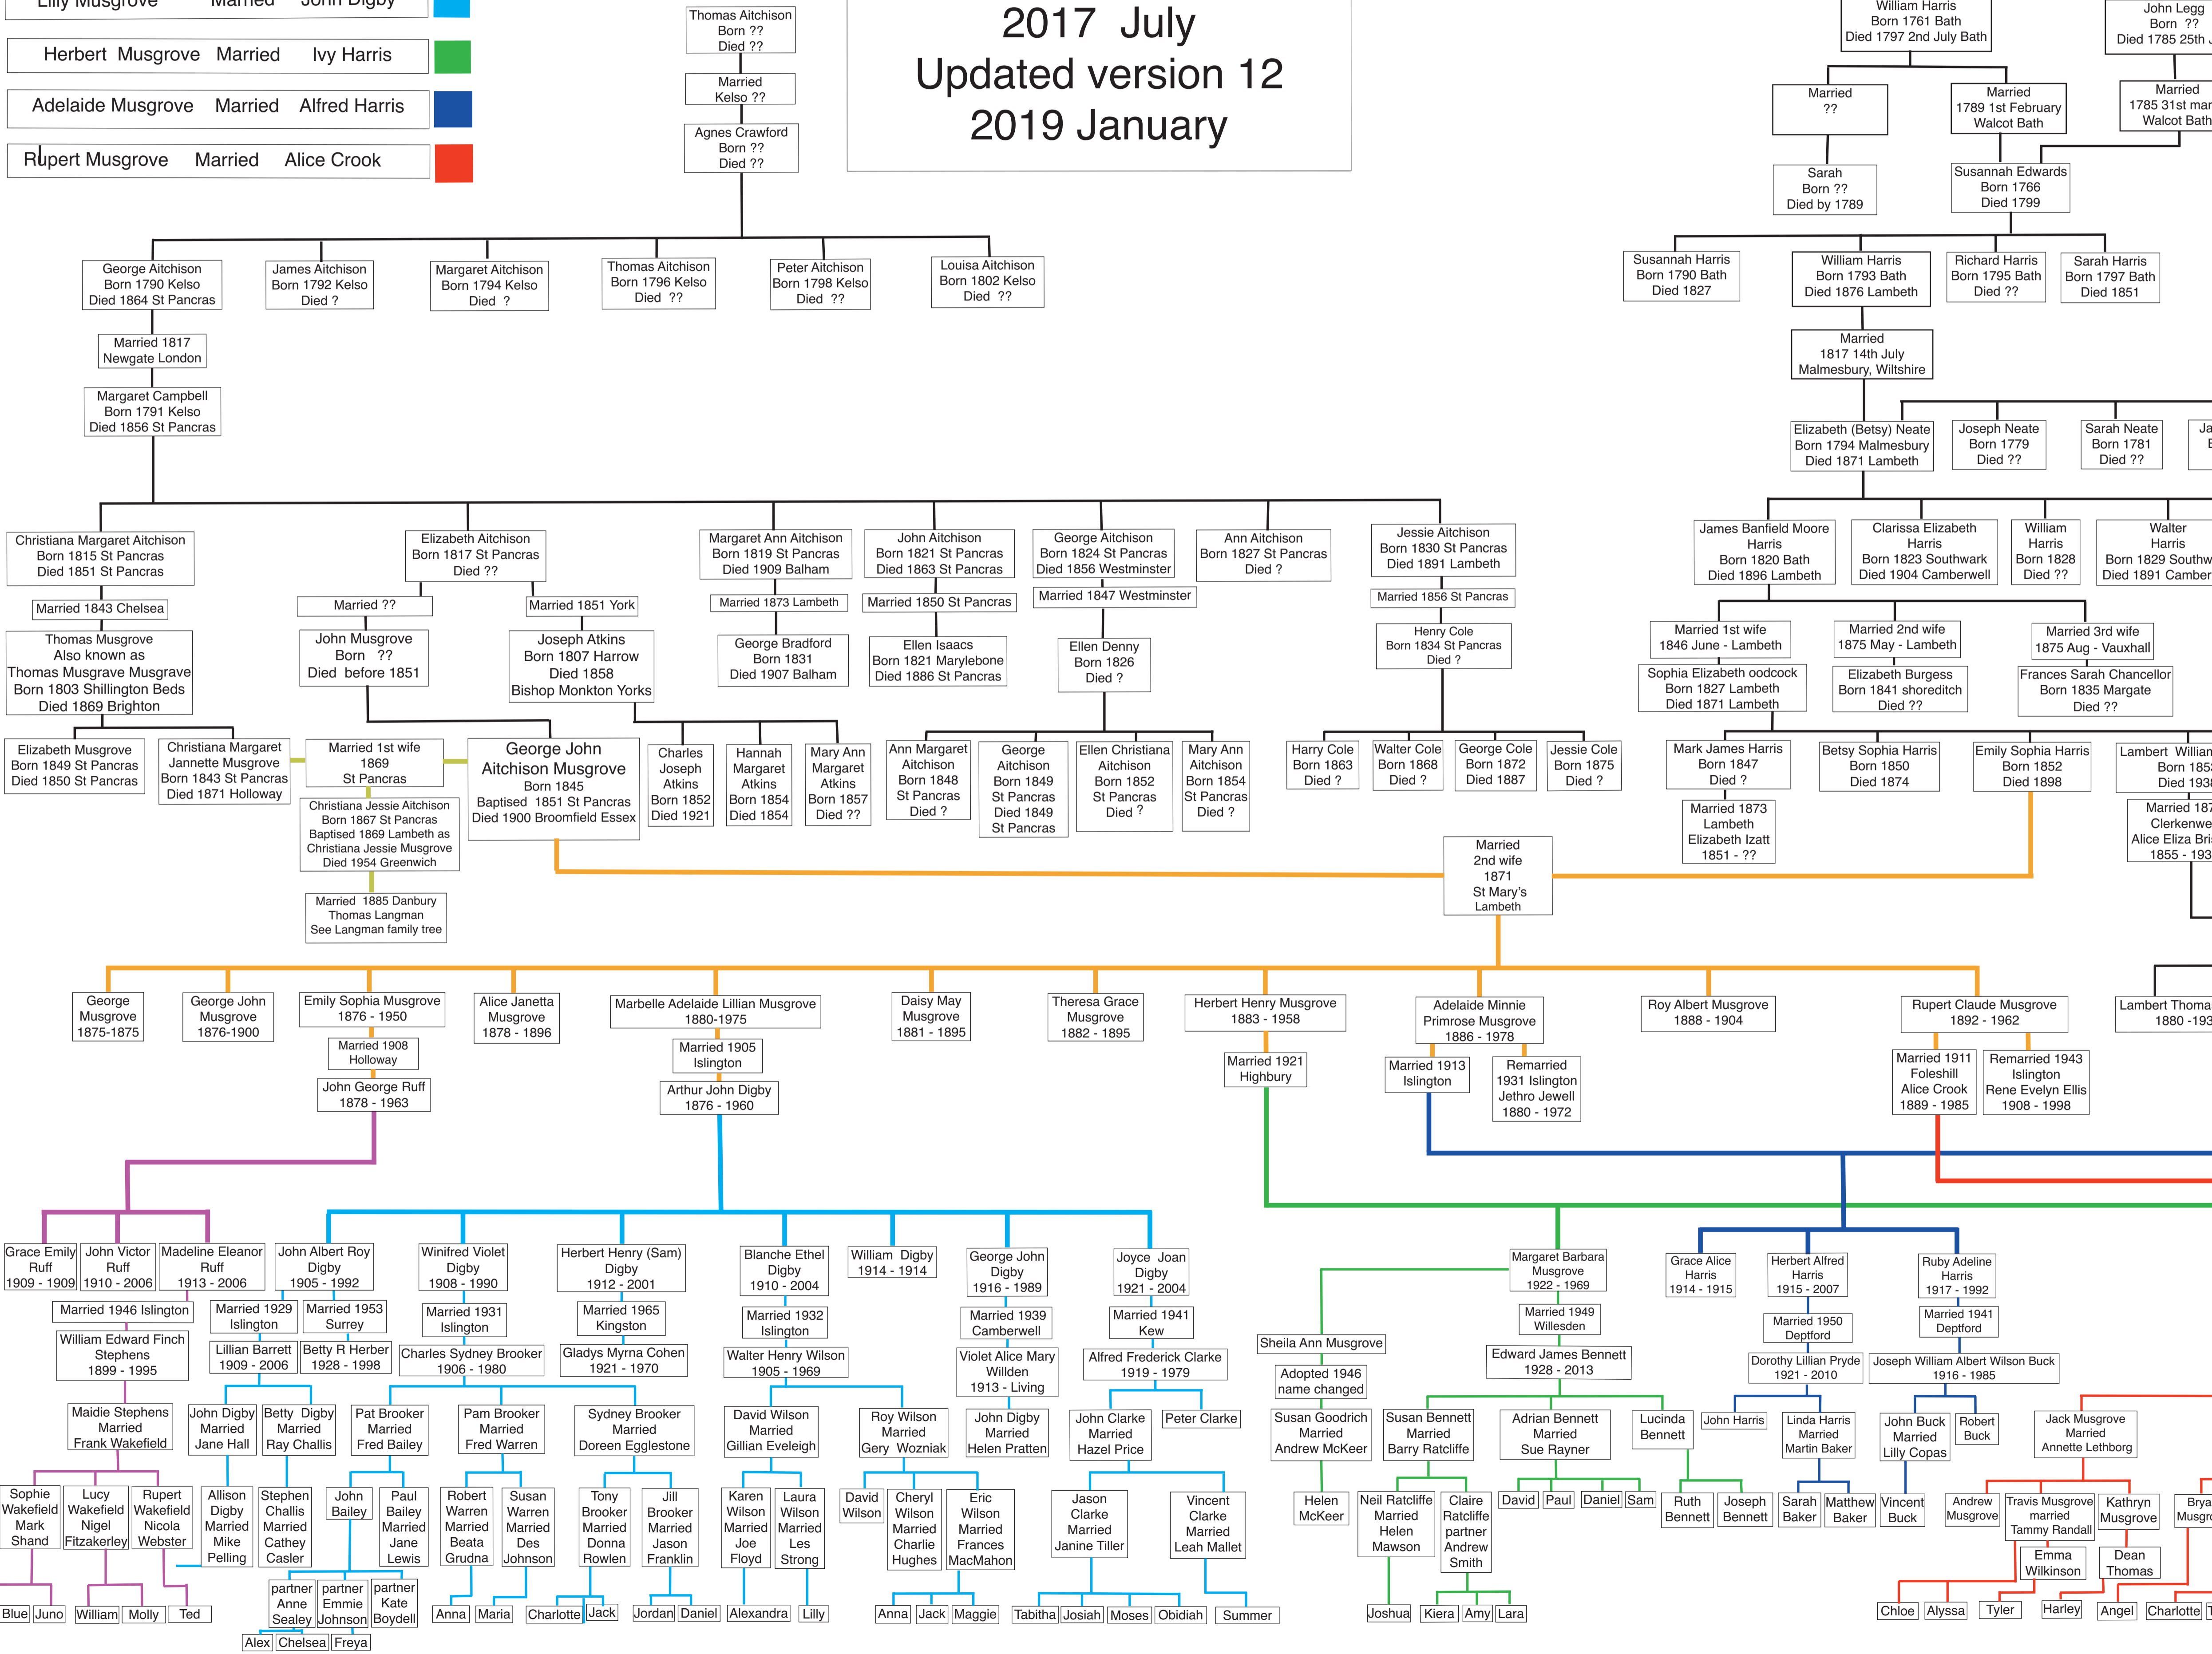 Lilly Musgrove Married John Digby
Herbert Musgrove Married Ivy Harris
Adelaide Musgrove Married Alfred Harris
Rupert Musgrove Married Alice Crook
Thomas Aitchison
Born ??
Died ??
Married
Kelso ??
Agnes Crawford
Born ??
Died ??
2017 July
Updated version 12
2019 January
William Harris
Born 1761 Bath
Died 1797 2nd July Bath
John Legg
Born ??
Died 1785 25th
Married
??
Married
1789 1st February
Walcot Bath
Married
1785 31st mar
Walcot Bath
Sarah
Born ??
Died by 1789
Susannah Edwards
Born 1766
Died 1799
George Aitchison
Born 1790 Kelso
Died 1864 St Pancras
James Aitchison
Born 1792 Kelso
Died ?
Margaret Aitchison
Born 1794 Kelso
Died ?
Thomas Aitchison
Born 1796 Kelso
Died ??
Peter Aitchison
Born 1798 Kelso
Died ??
Louisa Aitchison
Born 1802 Kelso
Died ??
Susannah Harris
Born 1790 Bath
Died 1827
William Harris
Born 1793 Bath
Died 1876 Lambeth
Richard Harris
Born 1795 Bath
Died ??
Sarah Harris
Born 1797 Bath
Died 1851
Married 1817
Newgate London
Married
1817 14th July
Malmesbury, Wiltshire
Margaret Campbell
Born 1791 Kelso
Died 1856 St Pancras
Elizabeth (Betsy) Neate
Born 1794 Malmesbury
Died 1871 Lambeth
Joseph Neate
Born 1779
Died ??
Sarah Neate
Born 1781
Died ??
Ja
Christiana Margaret Aitchison
Born 1815 St Pancras
Died 1851 St Pancras
Elizabeth Aitchison
Born 1817 St Pancras
Died ??
Margaret Ann Aitchison
Born 1819 St Pancras
Died 1909 Balham
John Aitchison
Born 1821 St Pancras
Died 1863 St Pancras
George Aitchison
Born 1824 St Pancras
Died 1856 Westminster
Ann Aitchison
Born 1827 St Pancras
Died ?
Jessie Aitchison
Born 1830 St Pancras
Died 1891 Lambeth
James Banfield Moore
Harris
Born 1820 Bath
Died 1896 Lambeth
Clarissa Elizabeth
Harris
Born 1823 Southwark
Died 1904 Camberwell
William
Harris
Born 1828
Died ??
Walter
Harris
Born 1829 Southw
Died 1891 Camber
Married 1843 Chelsea
Married ??
Married 1851 York
Married 1873 Lambeth
Married 1850 St Pancras
Married 1847 Westminster
Married 1856 St Pancras
Married 1st wife
1846 June - Lambeth
Married 2nd wife
1875 May - Lambeth
Married 3rd wife
1875 Aug - Vauxhall
Thomas Musgrove
Also known as
Thomas Musgrave Musgrave
Born 1803 Shillington Beds
Died 1869 Brighton
John Musgrove
Born ??
Died before 1851
Joseph Atkins
Born 1807 Harrow
Died 1858
Bishop Monkton Yorks
George Bradford
Born 1831
Died 1907 Balham
Ellen Isaacs
Born 1821 Marylebone
Died 1886 St Pancras
Ellen Denny
Born 1826
Died ?
Henry Cole
Born 1834 St Pancras
Died ?
Sophia Elizabeth oodcock
Born 1827 Lambeth
Died 1871 Lambeth
Elizabeth Burgess
Born 1841 shoreditch
Died ??
Frances Sarah Chancellor
Born 1835 Margate
Died ??
Elizabeth Musgrove
Born 1849 St Pancras
Died 1850 St Pancras
Christiana Margaret
Jannette Musgrove
Born 1843 St Pancras
Died 1871 Holloway
Married 1st wife
1869
St Pancras
George John
Aitchison Musgrove
Born 1845
Baptised 1851 St Pancras
Died 1900 Broomfield Essex
Charles
Joseph
Atkins
Born 1852
Died 1921
Hannah
Margaret
Atkins
Born 1854
Died 1854
Mary Ann
Margaret
Atkins
Born 1857
Died ??
Ann Margaret
Aitchison
Born 1848
St Pancras
Died ?
George
Aitchison
Born 1849
St Pancras
Died 1849
St Pancras
Ellen Christiana
Aitchison
Born 1852
St Pancras
Died ?
Mary Ann
Aitchison
Born 1854
St Pancras
Died ?
Harry Cole
Born 1863
Died ?
Walter Cole
Born 1868
Died ?
George Cole
Born 1872
Died 1887
Jessie Cole
Born 1875
Died ?
Mark James Harris
Born 1847
Died ?
Betsy Sophia Harris
Born 1850
Died 1874
Emily Sophia Harris
Born 1852
Died 1898
Lambert William
Born 185
Died 193
Christiana Jessie Aitchison
Born 1867 St Pancras
Baptised 1869 Lambeth as
Christiana Jessie Musgrove
Died 1954 Greenwich
Married 1873
Lambeth
Elizabeth Izatt
1851 - ??
Married 187
Clerkenwe
Alice Eliza Bri
1855 - 193
Married
2nd wife
1871
St Mary's
Lambeth
Married 1885 Danbury
Thomas Langman
See Langman family tree
George
Musgrove
1875-1875
George John
Musgrove
1876-1900
Emily Sophia Musgrove
1876 - 1950
Alice Janetta
Musgrove
1878 - 1896
Marbelle Adelaide Lillian Musgrove
1880-1975
Daisy May
Musgrove
1881 - 1895
Theresa Grace
Musgrove
1882 - 1895
Herbert Henry Musgrove
1883 - 1958
Adelaide Minnie
Primrose Musgrove
1886 - 1978
Roy Albert Musgrove
1888 - 1904
Rupert Claude Musgrove
1892 - 1962
Lambert Thoma
1880 -193
Married 1908
Holloway
Married 1905
Islington
Married 1921
Highbury
Married 1913
Islington
Remarried
1931 Islington
Jethro Jewell
1880 - 1972
Married 1911
Foleshill
Alice Crook
1889 - 1985
Remarried 1943
Islington
Rene Evelyn Ellis
1908 - 1998
John George Ruff
1878 - 1963
Arthur John Digby
1876 - 1960
Grace Emily
Ruff
1909 - 1909
John Victor
Ruff
1910 - 2006
Madeline Eleanor
Ruff
1913 - 2006
John Albert Roy
Digby
1905 - 1992
Winifred Violet
Digby
1908 - 1990
Herbert Henry (Sam)
Digby
1912 - 2001
Blanche Ethel
Digby
1910 - 2004
William Digby
1914 - 1914
George John
Digby
1916 - 1989
Joyce Joan
Digby
1921 - 2004
Margaret Barbara
Musgrove
1922 - 1969
Grace Alice
Harris
1914 - 1915
Herbert Alfred
Harris
1915 - 2007
Ruby Adeline
Harris
1917 - 1992
Married 1946 Islington
Married 1929
Islington
Married 1953
Surrey
Married 1931
Islington
Married 1965
Kingston
Married 1932
Islington
Married 1939
Camberwell
Married 1941
Kew
Sheila Ann Musgrove
Married 1949
Willesden
Married 1950
Deptford
Married 1941
Deptford
William Edward Finch
Stephens
1899 - 1995
Lillian Barrett
1909 - 2006
Betty R Herber
1928 - 1998
Charles Sydney Brooker
1906 - 1980
Gladys Myrna Cohen
1921 - 1970
Walter Henry Wilson
1905 - 1969
Violet Alice Mary
Willden
1913 - Living
Alfred Frederick Clarke
1919 - 1979
Adopted 1946
name changed
Edward James Bennett
1928 - 2013
Dorothy Lillian Pryde
1921 - 2010
Joseph William Albert Wilson Buck
1916 - 1985
Maidie Stephens
Married
Frank Wakefield
John Digby
Married
Jane Hall
Betty Digby
Married
Ray Challis
Pat Brooker
Married
Fred Bailey
Pam Brooker
Married
Fred Warren
Sydney Brooker
Married
Doreen Egglestone
David Wilson
Married
Gillian Eveleigh
Roy Wilson
Married
Gery Wozniak
John Digby
Married
Helen Pratten
John Clarke
Married
Hazel Price
Peter Clarke
Susan Goodrich
Married
Andrew McKeer
Susan Bennett
Married
Barry Ratcliffe
Adrian Bennett
Married
Sue Rayner
Lucinda
Bennett
John Harris
Linda Harris
Married
Martin Baker
John Buck
Married
Lilly Copas
Robert
Buck
Jack Musgrove
Married
Annette Lethborg
Sophie
Wakefield
Mark
Shand
Lucy
Wakefield
Nigel
Fitzakerley
Rupert
Wakefield
Nicola
Webster
Allison
Digby
Married
Mike
Pelling
Stephen
Challis
Married
Cathey
Casler
John
Bailey
Paul
Bailey
Married
Jane
Lewis
Robert
Warren
Married
Beata
Grudna
Susan
Warren
Married
Des
Johnson
Tony
Brooker
Married
Donna
Rowlen
Jill
Brooker
Married
Jason
Franklin
Karen
Wilson
Married
Joe
Floyd
Laura
Wilson
Married
Les
Strong
David
Wilson
Cheryl
Wilson
Married
Charlie
Hughes
Eric
Wilson
Married
Frances
MacMahon
Jason
Clarke
Married
Janine Tiller
Vincent
Clarke
Married
Leah Mallet
Helen
McKeer
Neil Ratcliffe
Married
Helen
Mawson
Claire
Ratcliffe
partner
Andrew
Smith
David
Paul
Daniel
Sam
Ruth
Bennett
Joseph
Bennett
Sarah
Baker
Matthew
Baker
Vincent
Buck
Andrew
Musgrove
Travis Musgrove
married
Tammy Randall
Kathryn
Musgrove
Brya
Musgro
Emma
Wilkinson
Dean
Thomas
partner
Anne
Sealey
partner
Emmie
Johnson
partner
Kate
Boydell
Blue
Juno
William
Molly
Ted
Anna
Maria
Charlotte
Jack
Jordan
Daniel
Alexandra
Lilly
Anna
Jack
Maggie
Tabitha
Josiah
Moses
Obidiah
Summer
Joshua
Kiera
Amy
Lara
Chloe
Alyssa
Tyler
Harley
Angel
Charlotte
Alex
Chelsea
Freya